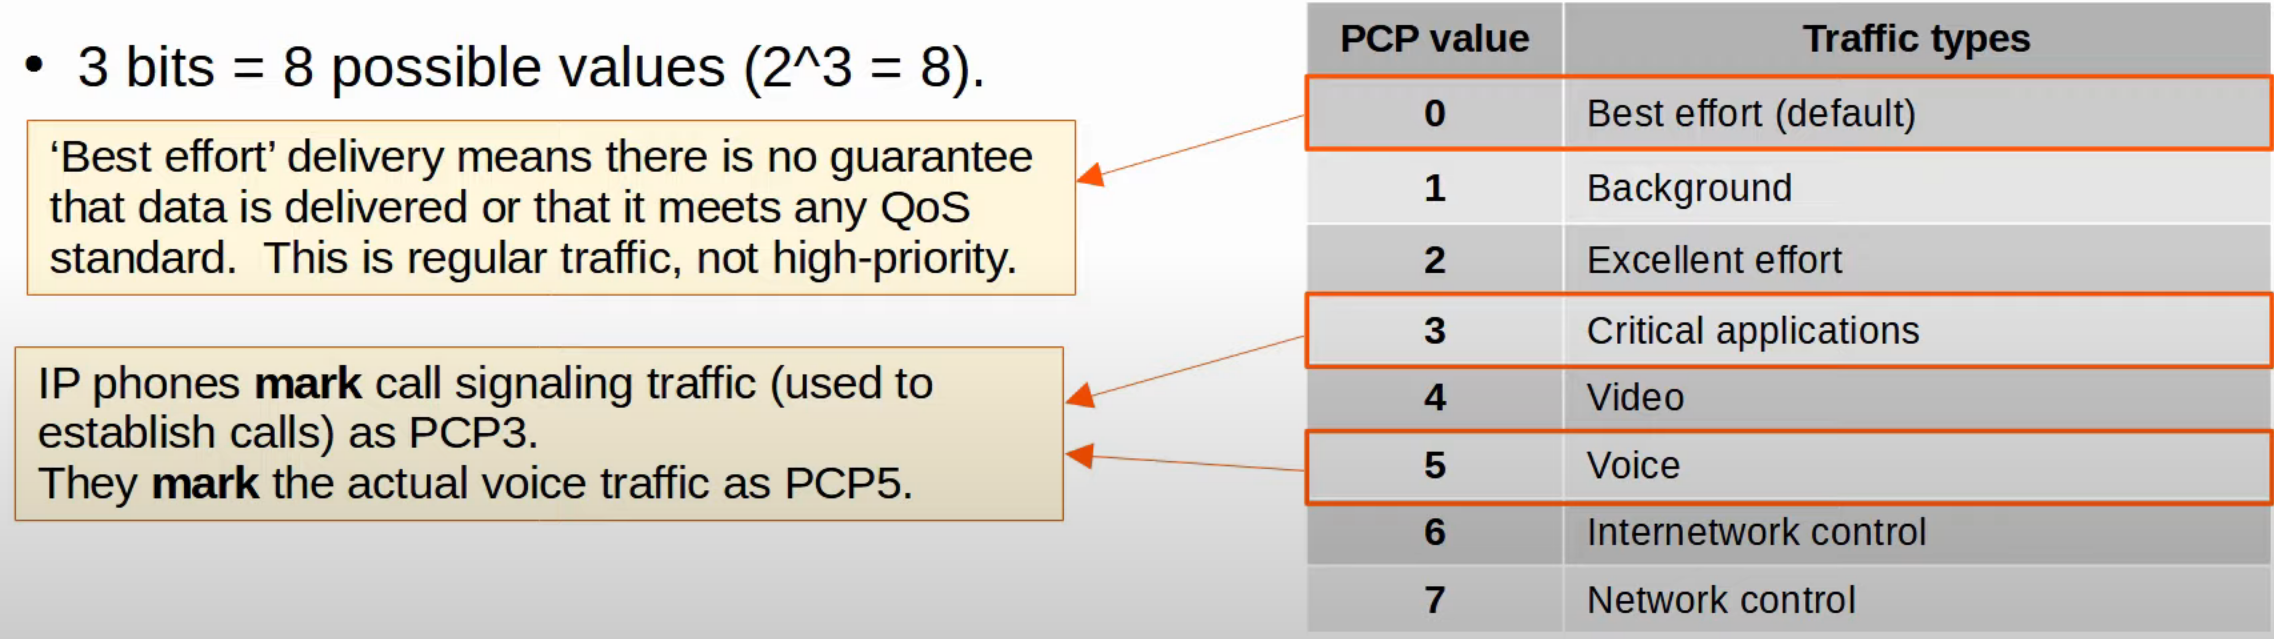 • 3 bits = 8 possible values (2^3 = 8).
‘Best effort’ delivery means there is no guarantee
that data is delivered or that it meets any QoS
standard.  This is regular traffic, not high-priority.
IP phones mark call signaling traffic (used to
establish calls) as PCP3.
They mark the actual voice traffic as PCP5.
PCP value Traffic types
0 Best effort (default)
1 Background
2 Excellent effort
3 Critical applications
4 Video
5 Voice
6 Internetwork control
7 Network control